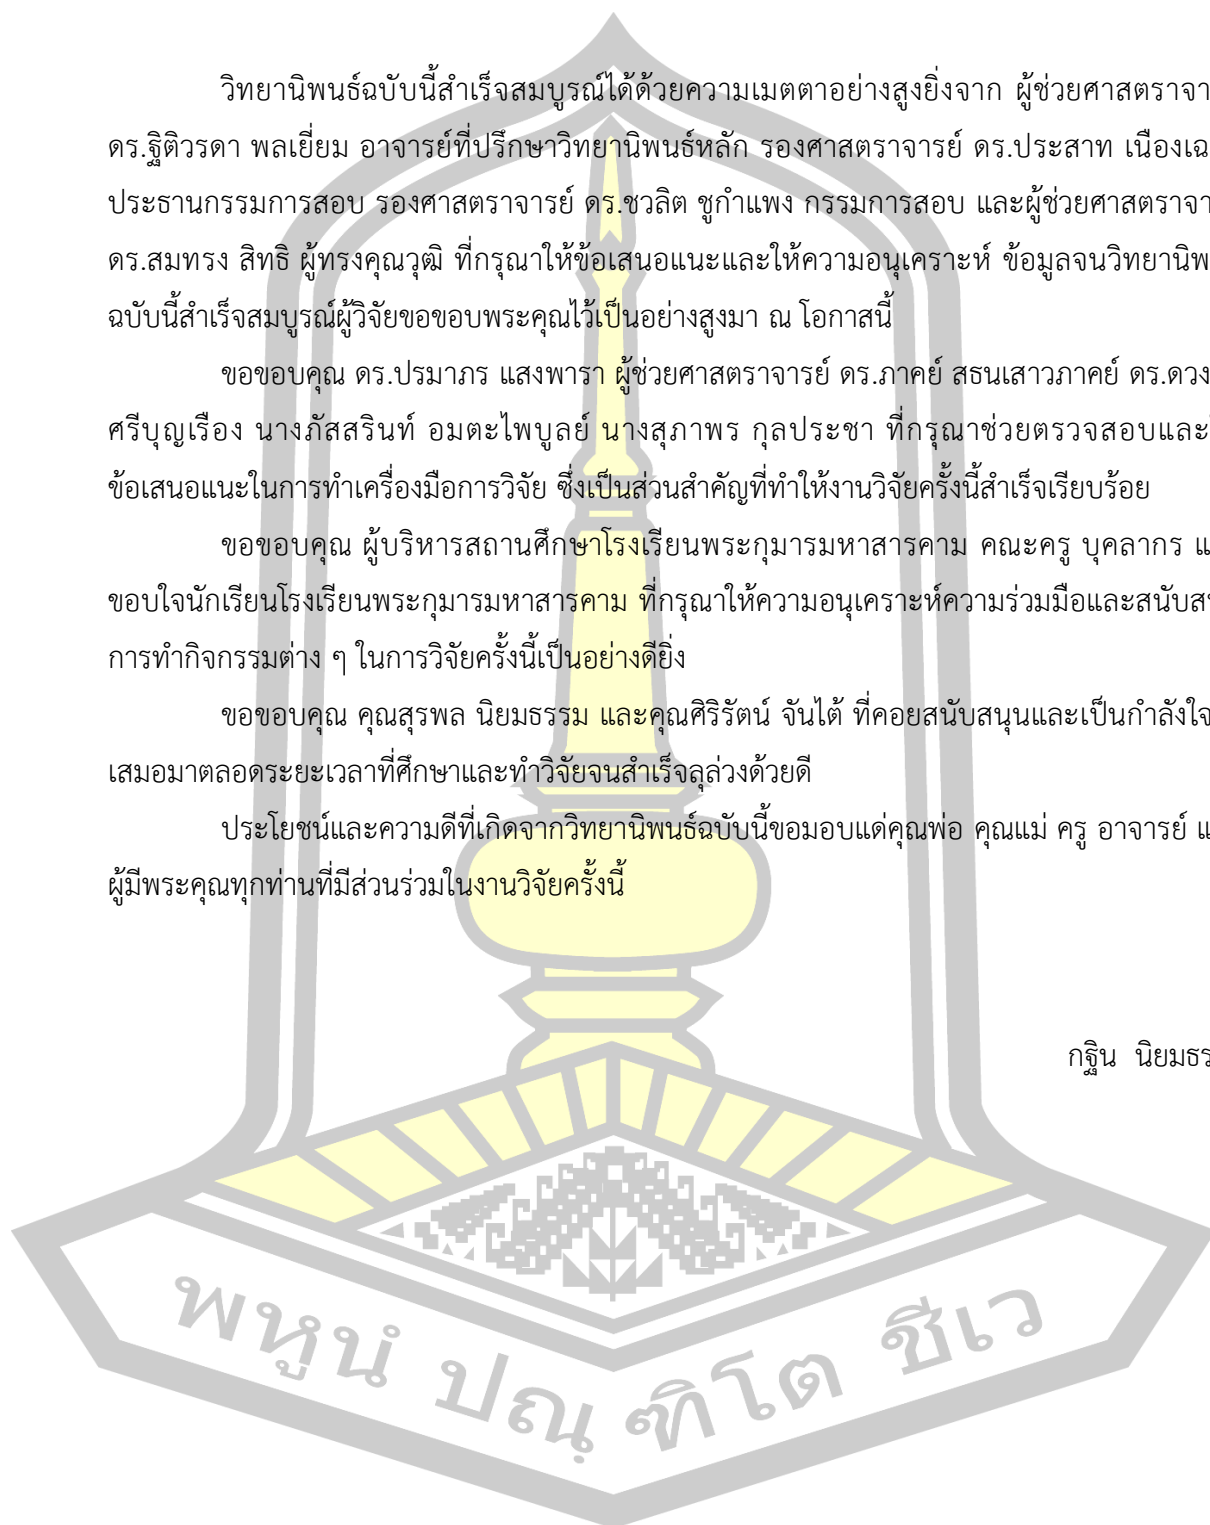 วิทยานิพนธ์ฉบับนี้สำเร็จสมบูรณ์ได้ด้วยความเมตตาอย่างสูงยิ่งจาก ผู้ช่วยศาสตราจา
ดร.ฐิติวรดา พลเยี่ยม อาจารย์ที่ปรึกษาวิทยานิพนธ์หลัก รองศาสตราจารย์ ดร.ประสาท เนืองเฉ
ประธานกรรมการสอบ รองศาสตราจารย์ ดร.ชวลิต ชูกำแพง กรรมการสอบ และผู้ช่วยศาสตราจา
ดร.สมทรง สิทธิ ผู้ทรงคุณวุฒิ ที่กรุณาให้ข้อเสนอแนะและให้ความอนุเคราะห์ ข้อมูลจนวิทยานิพ
ฉบับนี้สำเร็จสมบูรณ์ผู้วิจัยขอขอบพระคุณไว้เป็นอย่างสูงมา ณ โอกาสนี้
ขอขอบคุณ ดร.ปรมาภร แสงพารา ผู้ช่วยศาสตราจารย์ ดร.ภาคย์ สธนเสาวภาคย์ ดร.ดวง
ศรีบุญเรือง นางภัสสรินท์ อมตะไพบูลย์ นางสุภาพร กุลประชา ที่กรุณาช่วยตรวจสอบและ
ข้อเสนอแนะในการทำเครื่องมือการวิจัย ซึ่งเป็นส่วนสำคัญที่ทำให้งานวิจัยครั้งนี้สำเร็จเรียบร้อย
ขอขอบคุณ ผู้บริหารสถานศึกษาโรงเรียนพระกุมารมหาสารคาม คณะครู บุคลากร แ
ขอบใจนักเรียนโรงเรียนพระกุมารมหาสารคาม ที่กรุณาให้ความอนุเคราะห์ความร่วมมือและสนับส
การทำกิจกรรมต่าง ๆ ในการวิจัยครั้งนี้เป็นอย่างดียิ่ง
ขอขอบคุณ คุณสุรพล นิยมธรรม และคุณศิริรัตน์ จันไต้ ที่คอยสนับสนุนและเป็นกำลังใจ
เสมอมาตลอดระยะเวลาที่ศึกษาและทำวิจัยจนสำเร็จลุล่วงด้วยดี
ประโยชน์และความดีที่เกิดจากวิทยานิพนธ์ฉบับนี้ขอมอบแด่คุณพ่อ คุณแม่ ครู อาจารย์ แ
ผู้มีพระคุณทุกท่านที่มีส่วนร่วมในงานวิจัยครั้งนี้
กฐิน นิยมธร
พหูนํ ปณฺฑิโต ชีเว